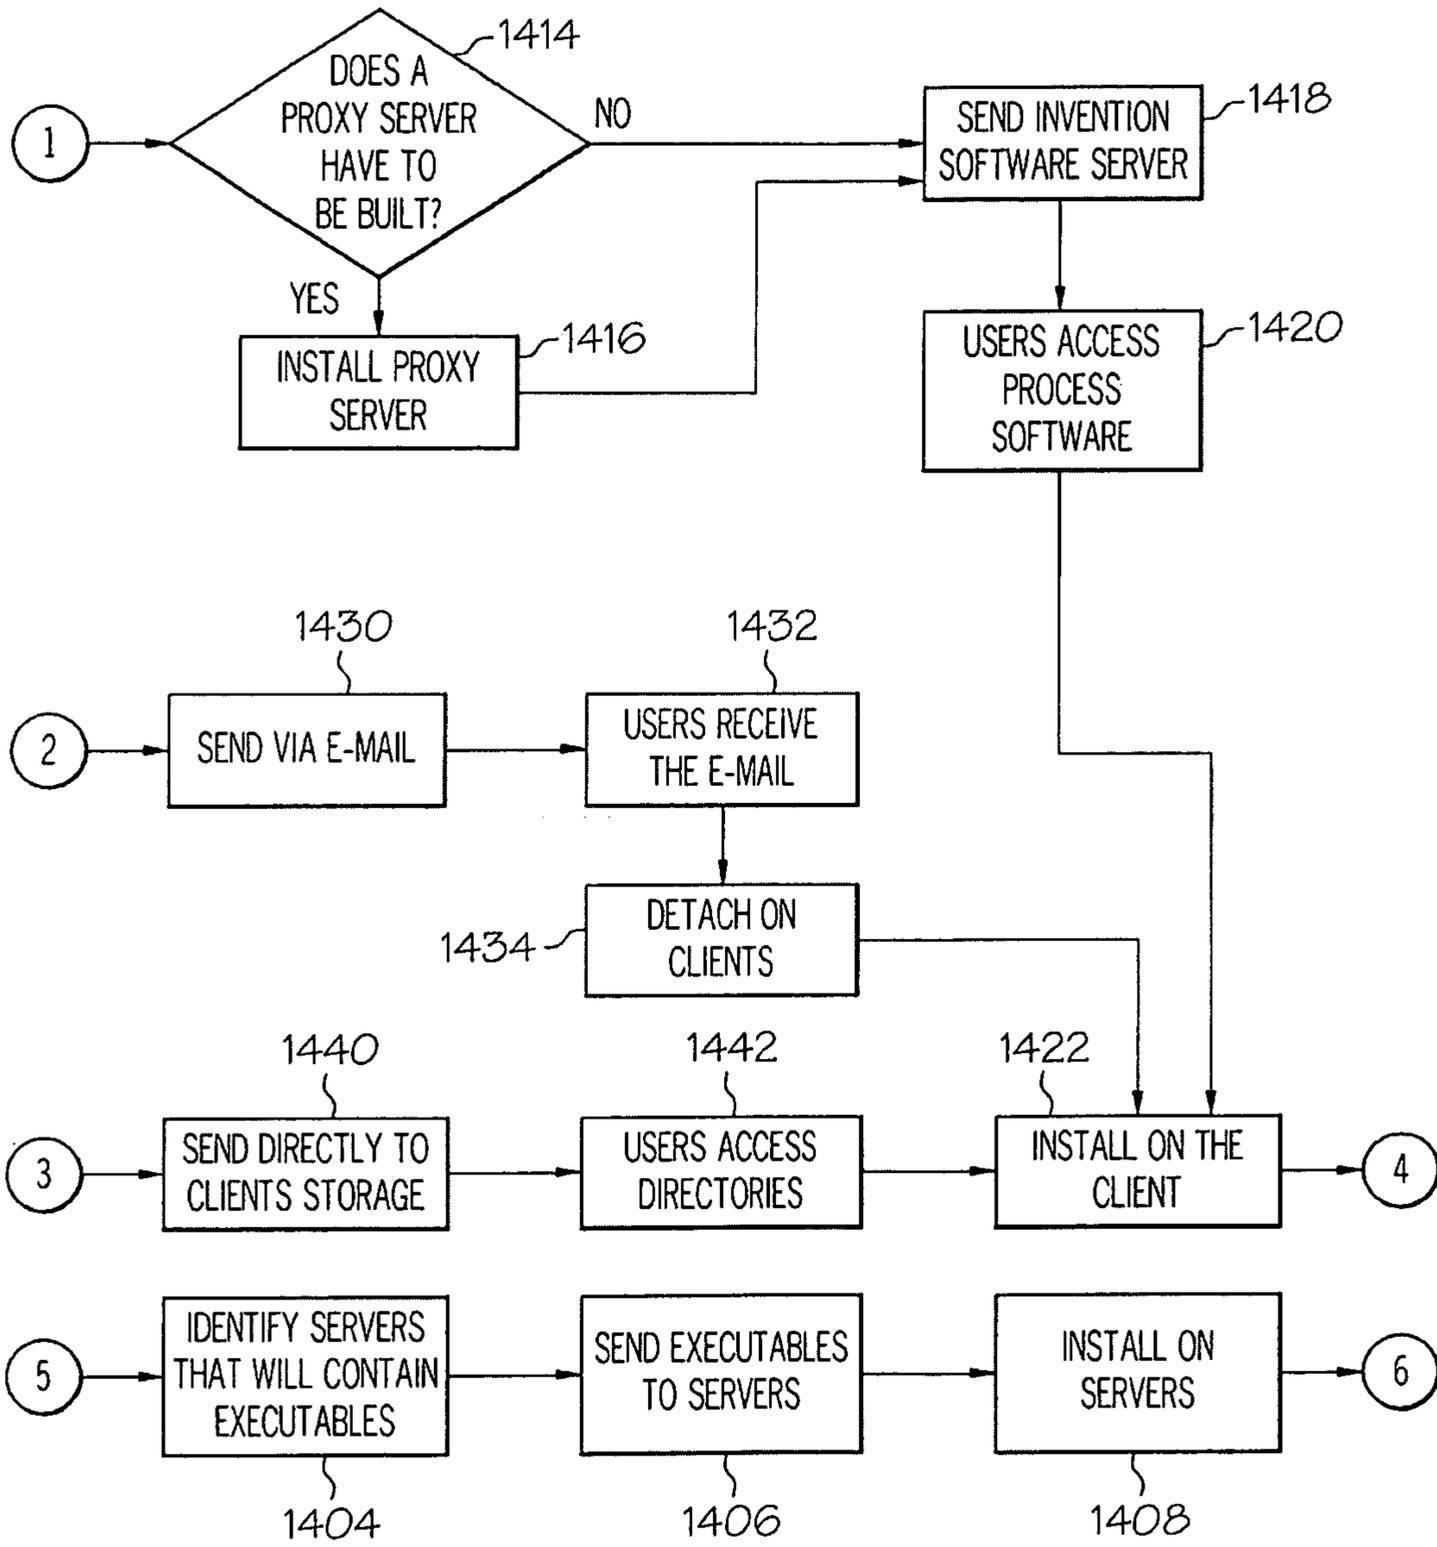 1414
DOES A
PROXY SERVER
HAVE TO
BE BUILT?
1
NO
YES
SEND INVENTION
SOFTWARE SERVER
1418
INSTALL PROXY
SERVER
1416
USERS ACCESS
PROCESS
SOFTWARE
1420
1430
1432
2
SEND VIA E-MAIL
USERS RECEIVE
THE E-MAIL
DETACH ON
CLIENTS
1434
1440
1442
1422
3
SEND DIRECTLY TO
CLIENTS STORAGE
USERS ACCESS
DIRECTORIES
INSTALL ON THE
CLIENT
4
5
IDENTIFY SERVERS
THAT WILL CONTAIN
EXECUTABLES
SEND EXECUTABLES
TO SERVERS
INSTALL ON
SERVERS
6
1404
1406
1408